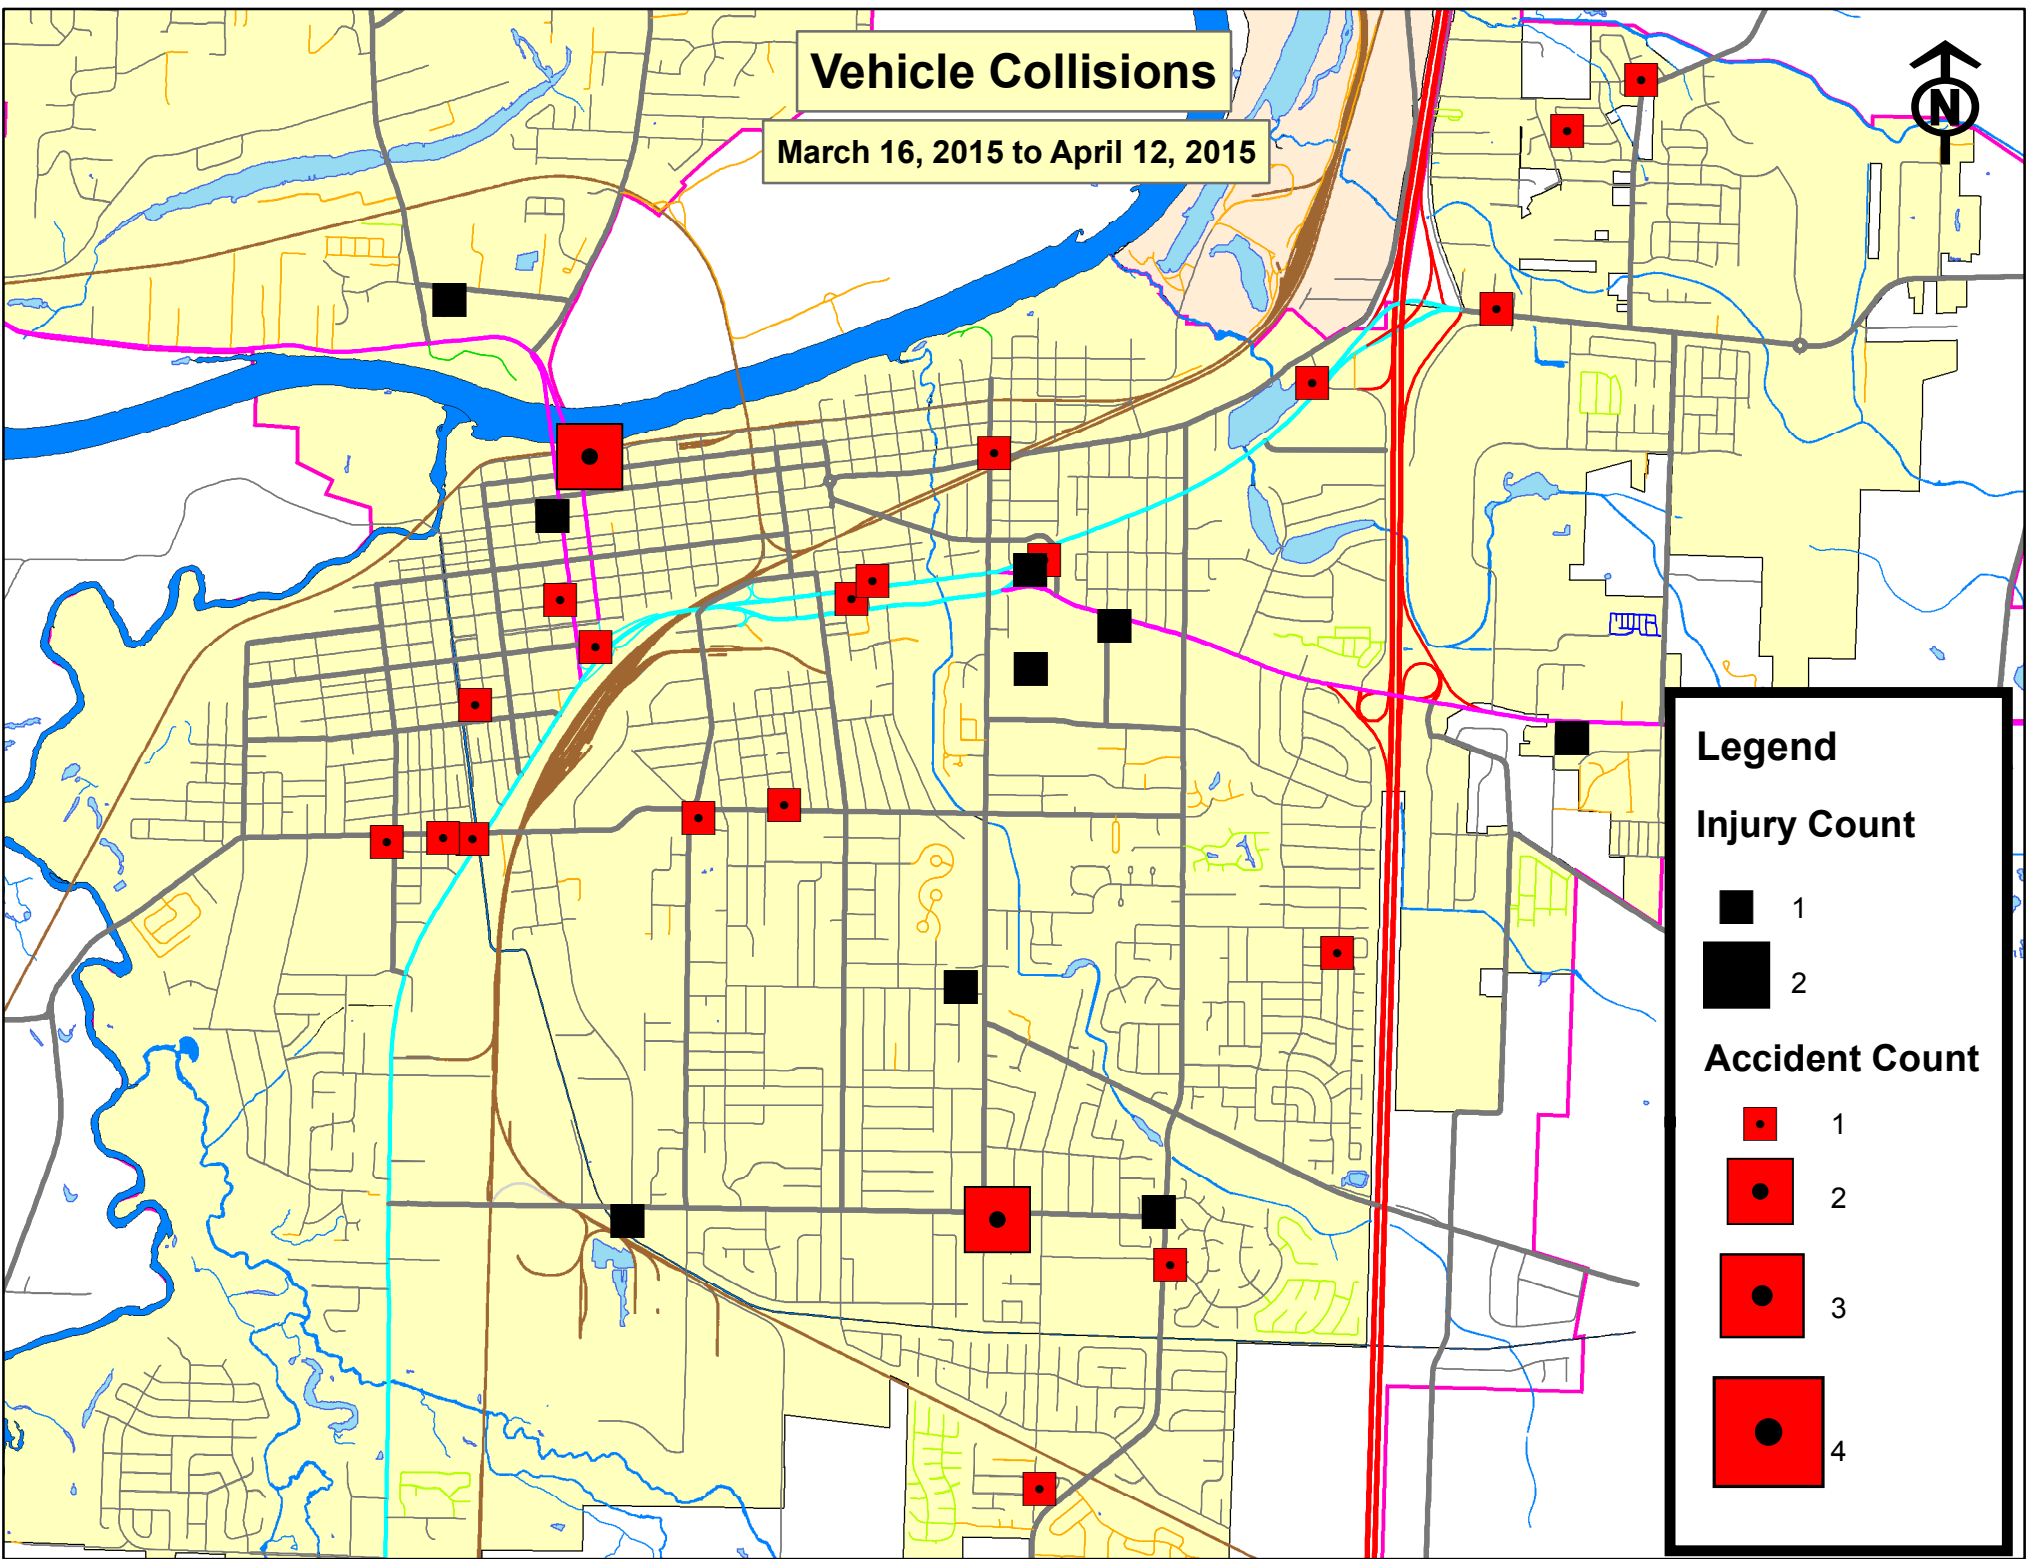 Vehicle Collisions
March 16, 2015 to April 12, 2015
N
Legend
Injury Count
1
2
Accident Count
1
2
3
4